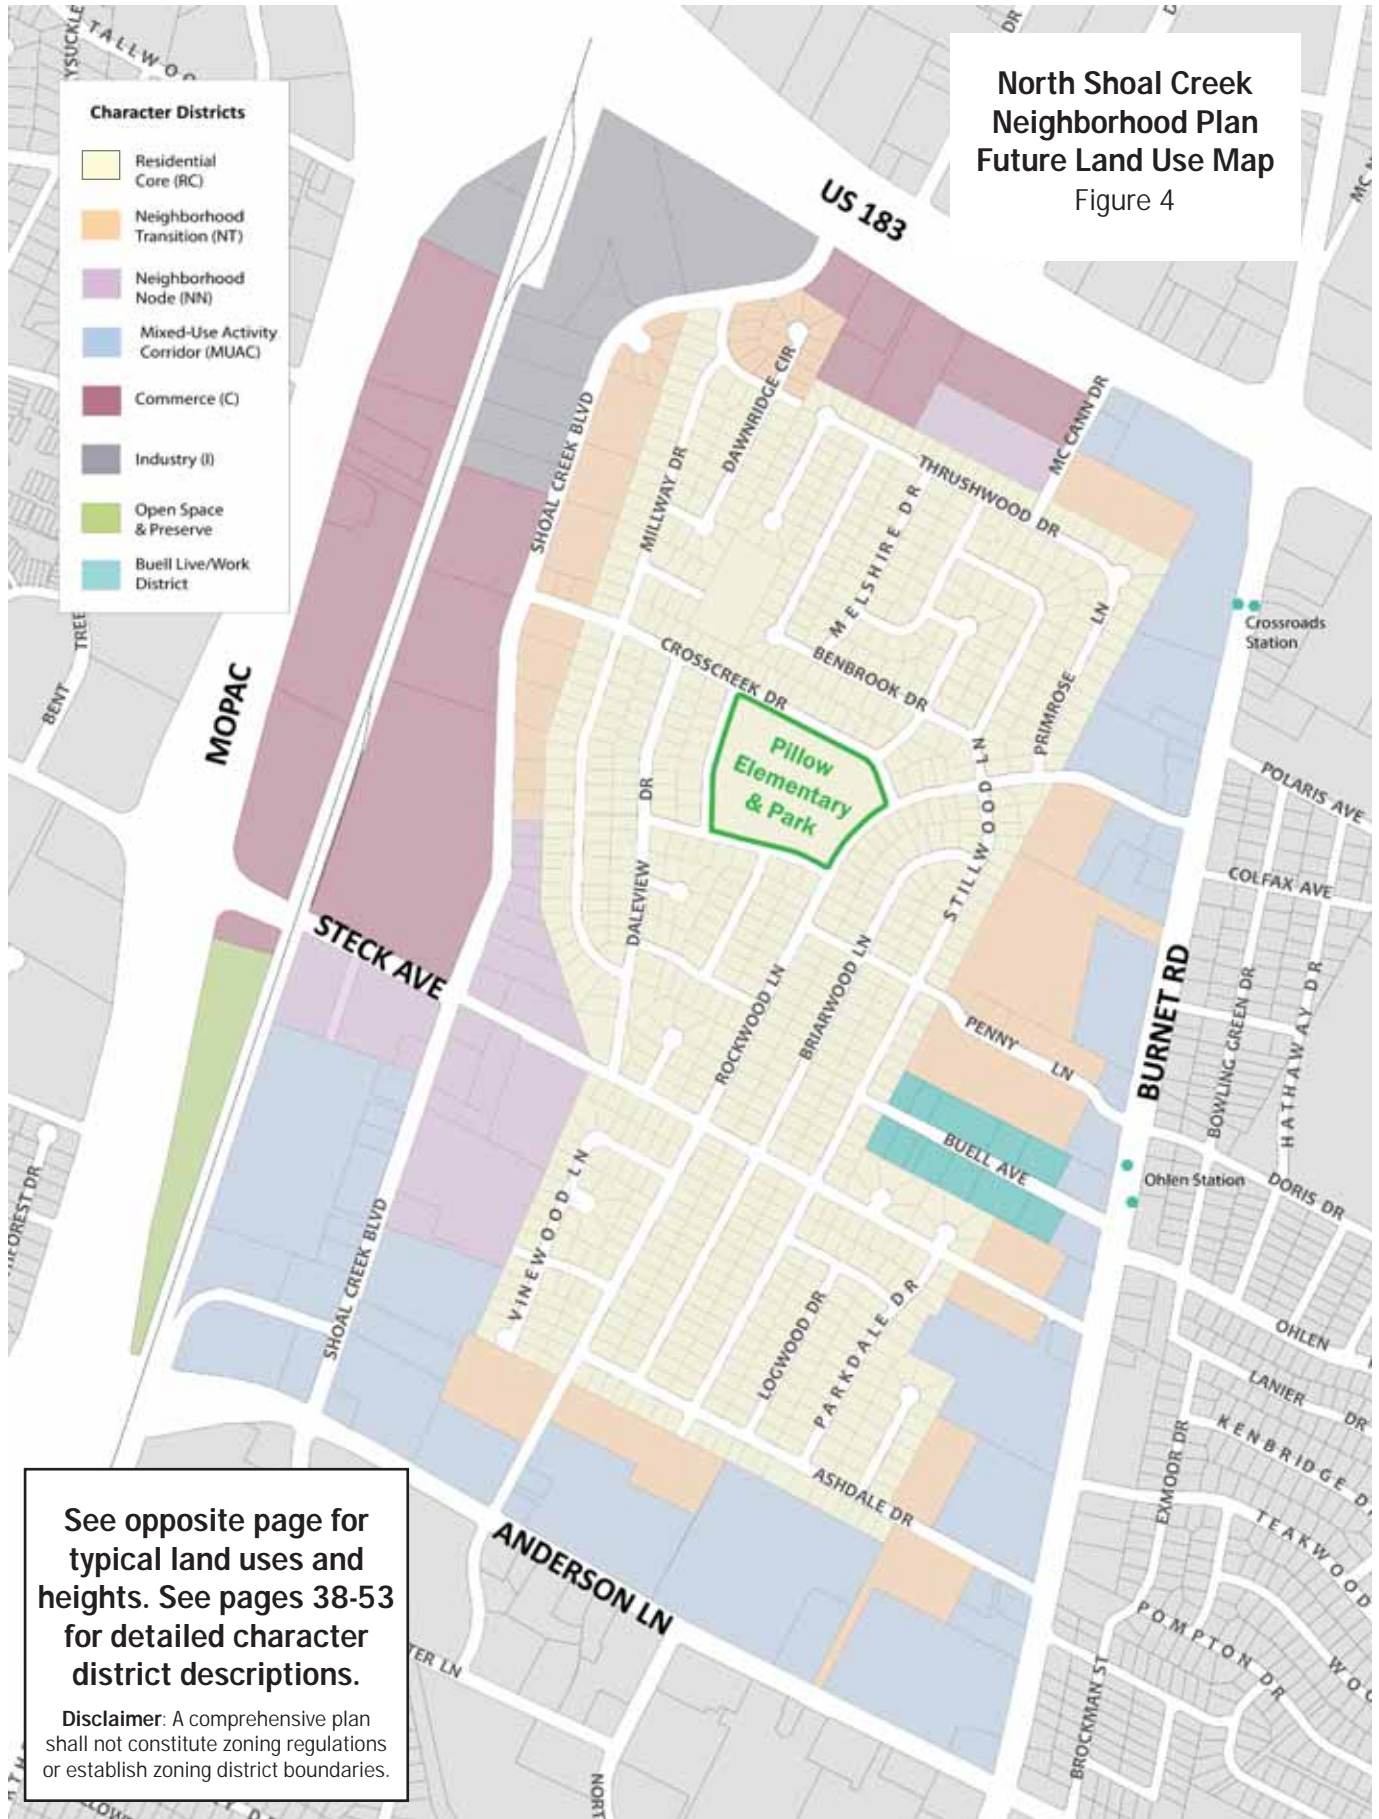 North Shoal Creek
Neighborhood Plan
Future Land Use Map
Figure 4
Character Districts
Residential
Core (RC)
Neighborhood
Transition (NT)
Neighborhood
Node (NN)
Mixed-Use Activity
Corridor (MUAC)
Commerce (C)
Industry (I)
Open Space
& Preserve
Buell Live/Work
District
DR
US 183
MOPAC
BENT
TREE
SHOAL CREEK BLVD
MILLWAY DR
DAWNRIDGE CIR
THRUSHWOOD DR
MC CANN DR
MELSHIRE DR
BENBROOK DR
CROSSCREEK DR
PRIMROSE LN
STILLWOOD LN
Pillow
Elementary
& Park
Crossroads
Station
POLARIS AVE
COLFAX AVE
DALEVIEW DR
STECK AVE
ROCKWOOD LN
BRIARWOOD LN
PENNY LN
BURNET RD
BOWLING GREEN DR
HATHAWAY DR
BUELL AVE
Ohlen Station
DORIS DR
VINEWOOD LN
SHOAL CREEK BLVD
LOGWOOD DR
PARKDALE DR
OHLEN
LANIER DR
KENBRIDGE
EXMOOR DR
TEAKWOOD
ASHDALE DR
ANDERSON LN
POMPTON DR
BROCKMAN ST
See opposite page for
typical land uses and
heights. See pages 38-53
for detailed character
district descriptions.
Disclaimer: A comprehensive plan
shall not constitute zoning regulations
or establish zoning district boundaries.